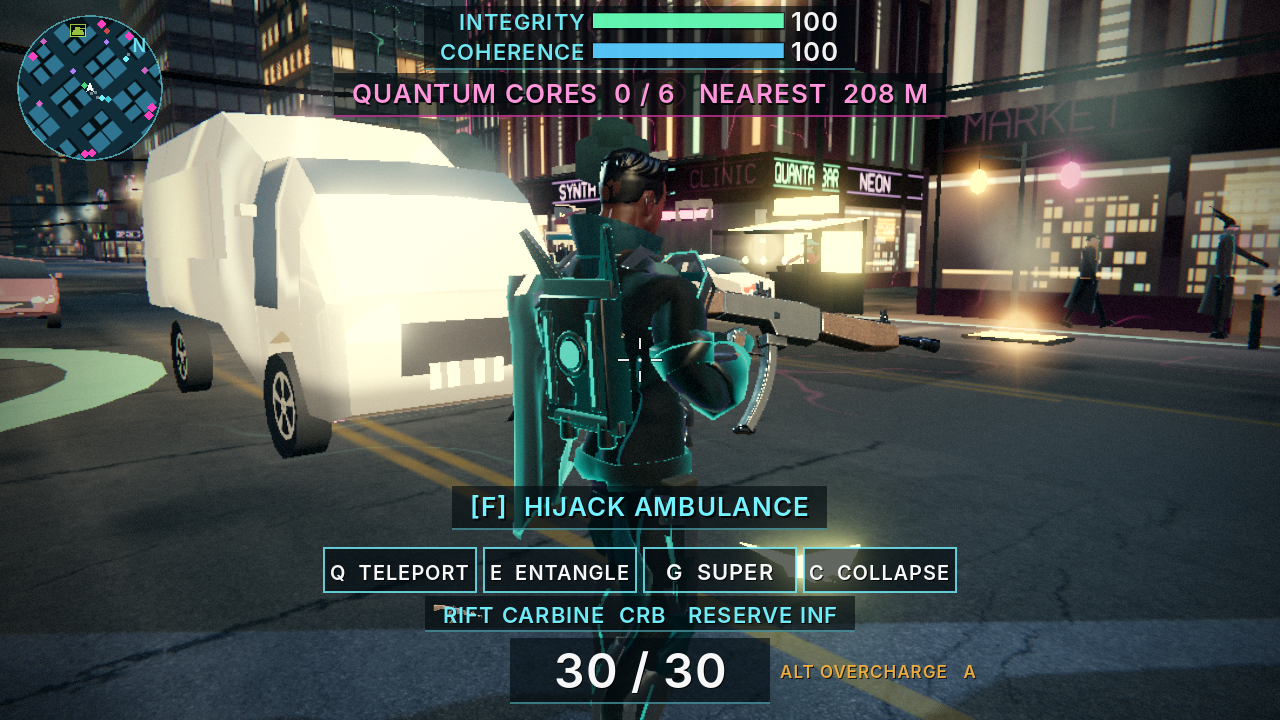 INTEGRITY 100
N
COHERENCE 100
QUANTUM CORES 0 / 6 NEAREST 208 M
MARKET
CLINIC
QUANTA BAR
SYNTH
NEON
[F] HIJACK AMBULANCE
Q TELEPORT E ENTANGLE G SUPER C COLLAPSE
RIFT CARBINE CRB RESERVE INF
30 / 30
ALT OVERCHARGE A